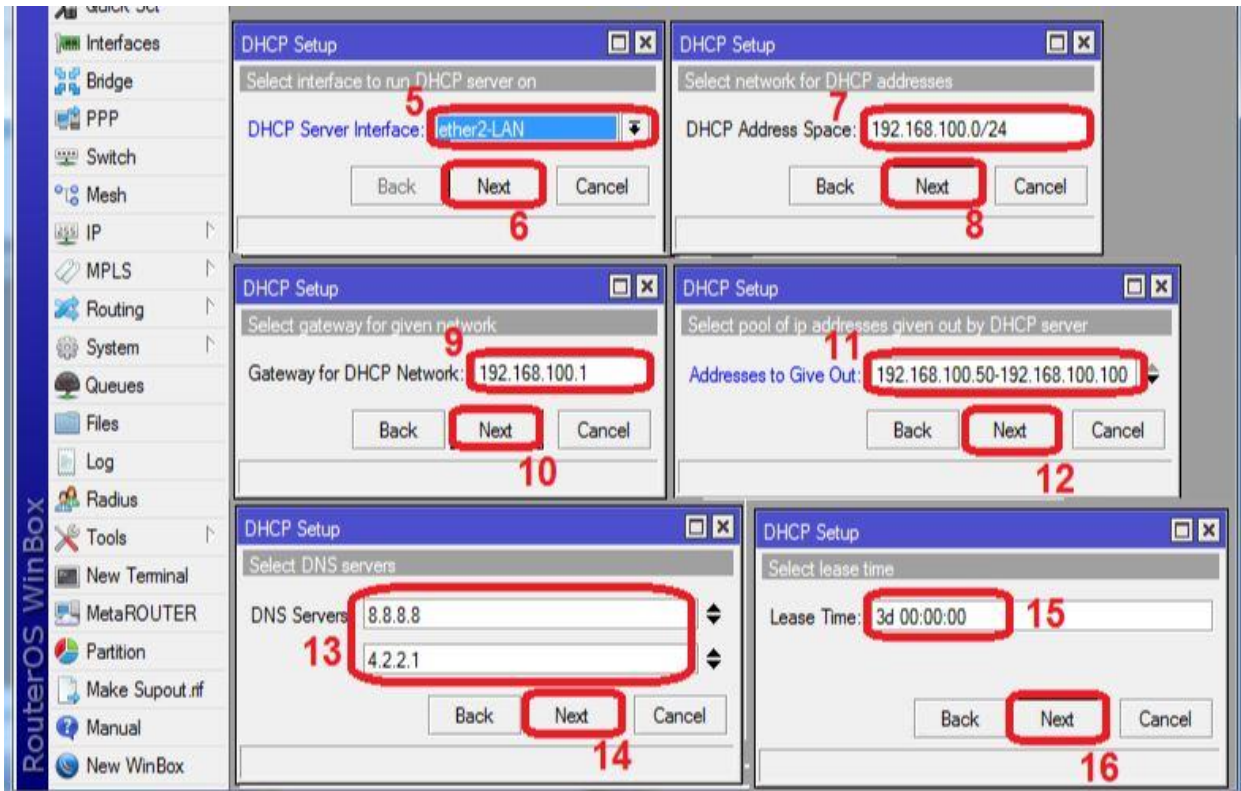 Quick Set
Interfaces
Bridge
PPP
Switch
Mesh
IP
MPLS
Routing
System
Queues
Files
Log
Radius
Tools
New Terminal
MetaROUTER
Partition
Make Supout.rif
Manual
New WinBox
RouterOS WinBox
DHCP Setup
Select interface to run DHCP server on
5
DHCP Server Interface: ether2-LAN
Back Next Cancel
6
DHCP Setup
Select network for DHCP addresses
7
DHCP Address Space: 192.168.100.0/24
Back Next Cancel
8
DHCP Setup
Select gateway for given network
9
Gateway for DHCP Network: 192.168.100.1
Back Next Cancel
10
DHCP Setup
Select pool of ip addresses given out by DHCP server
11
Addresses to Give Out: 192.168.100.50-192.168.100.100
Back Next Cancel
12
DHCP Setup
Select DNS servers
DNS Servers 8.8.8.8
13 4.2.2.1
Back Next Cancel
14
DHCP Setup
Select lease time
Lease Time: 3d 00:00:00 15
Back Next Cancel
16